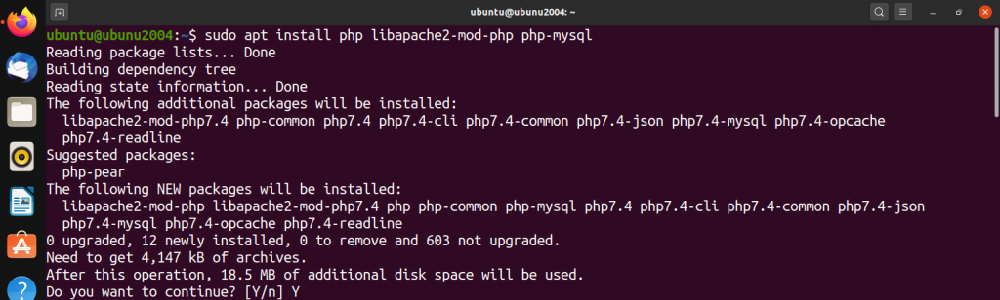 ubuntu@ubunu2004: ~
ubuntu@ubunu2004:~$ sudo apt install php libapache2-mod-php php-mysql
Reading package lists... Done
Building dependency tree
Reading state information... Done
The following additional packages will be installed:
libapache2-mod-php7.4 php-common php7.4 php7.4-cli php7.4-common php7.4-json php7.4-mysql php7.4-opcache
php7.4-readline
Suggested packages:
php-pear
The following NEW packages will be installed:
libapache2-mod-php libapache2-mod-php7.4 php php-common php-mysql php7.4 php7.4-cli php7.4-common php7.4-json
php7.4-mysql php7.4-opcache php7.4-readline
0 upgraded, 12 newly installed, 0 to remove and 603 not upgraded.
Need to get 4,147 kB of archives.
After this operation, 18.5 MB of additional disk space will be used.
Do you want to continue? [Y/n] Y